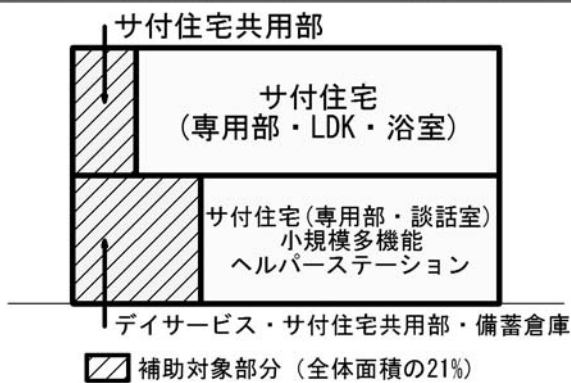 サ付住宅共用部
サ付住宅
(専用部・LDK・浴室)
サ付住宅(専用部・談話室)
小規模多機能
ヘルパーステーション
デイサービス・サ付住宅共用部・備蓄倉庫
補助対象部分（全体面積の21%）